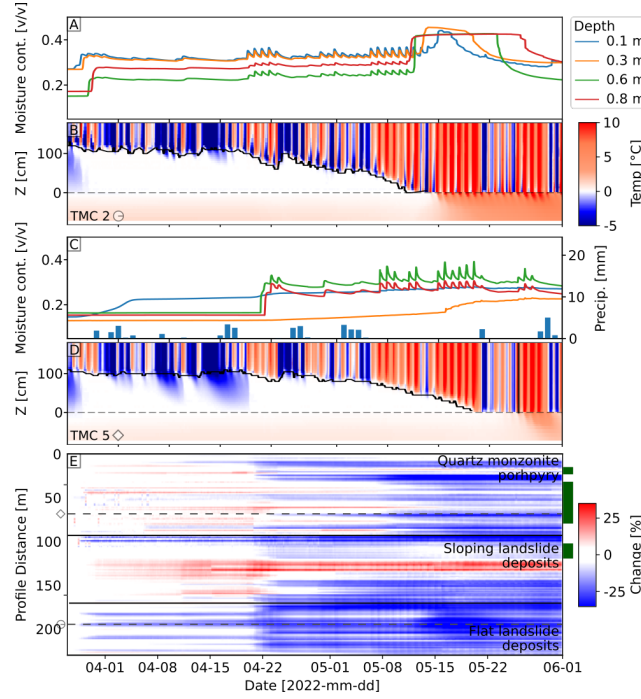 A
Moisture cont. [v/v]
0.4
0.2
Depth
0.1 m
0.3 m
0.6 m
0.8 m
B
Z [cm]
100
0
TMC 2
10
5
0
-5
Temp [°C]
C
Moisture cont. [v/v]
0.4
0.2
20
10
0
Precip. [mm]
D
Z [cm]
100
0
TMC 5
E
Profile Distance [m]
0
50
100
150
200
Quartz monzonite
porhpyry
Sloping landslide
deposits
Flat landslide
deposits
25
0
-25
Change [%]
04-01 04-08 04-15 04-22 05-01 05-08 05-15 05-22 06-01
Date [2022-mm-dd]